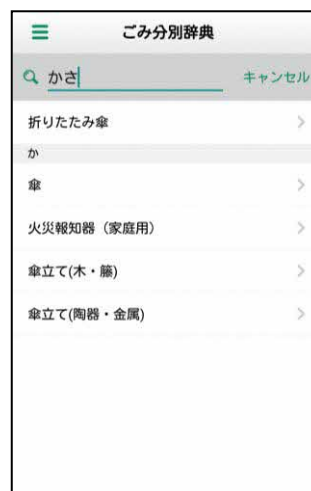 ごみ分別辞典
かさ キャンセル
折りたたみ傘
か
傘
火災報知器（家庭用）
傘立て(木・籐)
傘立て(陶器・金属)